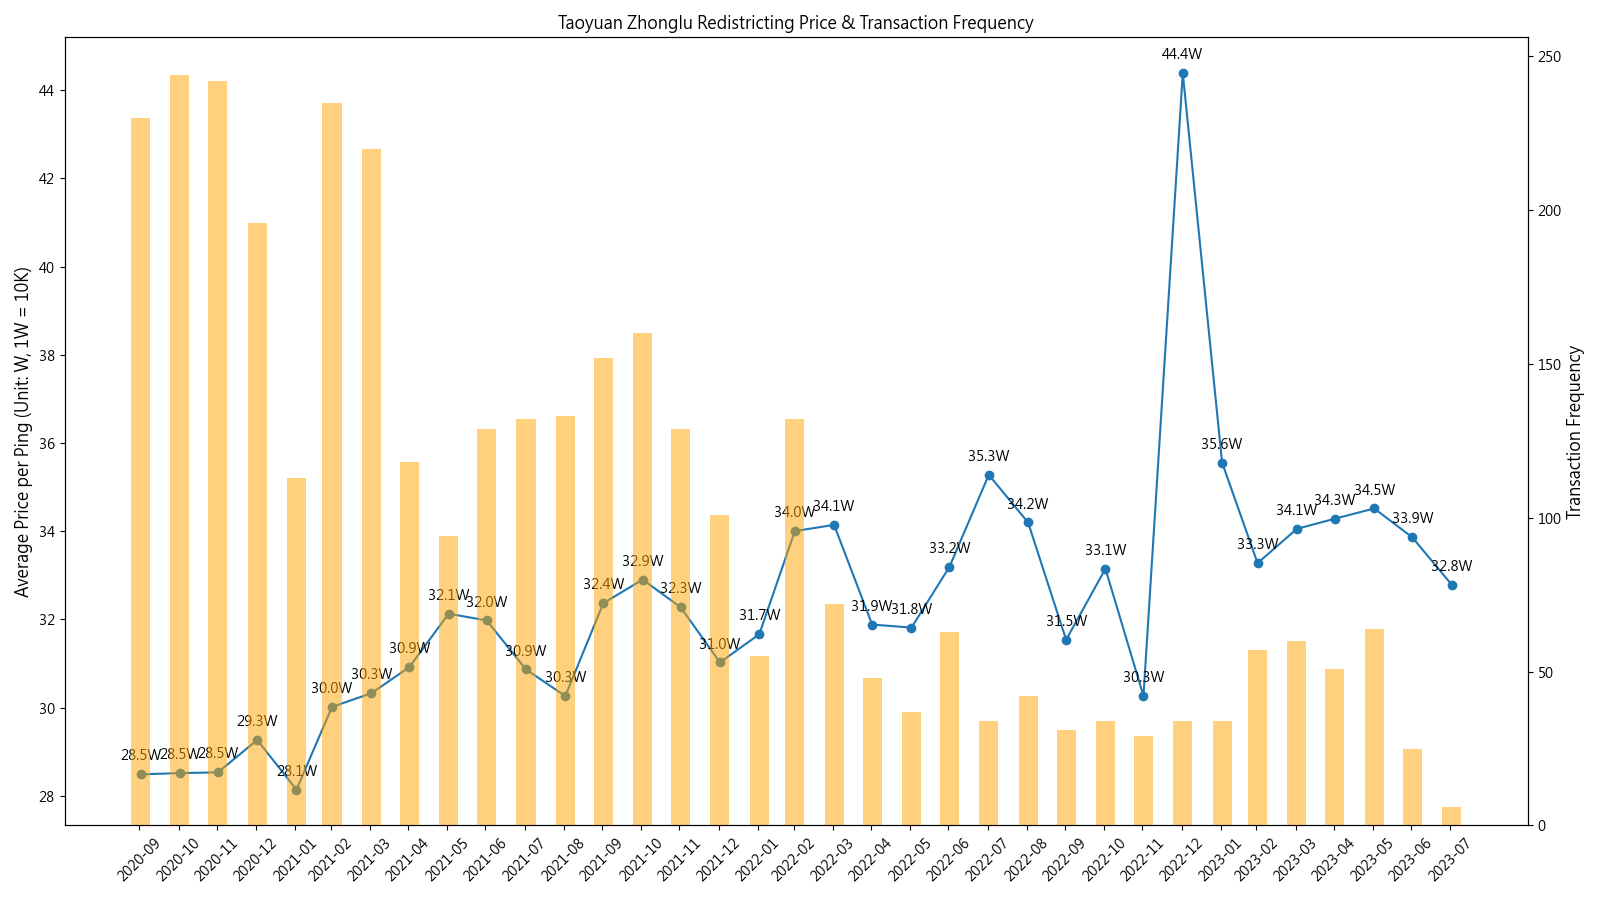 Taoyuan Zhonglu Redistricting Price & Transaction Frequency
Average Price per Ping (Unit: W, 1W = 10K)
44
42
40
38
36
34
32
30
28
28.5W
28.5W
28.5W
29.3W
28.1W
30.0W
30.3W
30.9W
32.1W
32.0W
30.9W
30.3W
32.4W
32.9W
32.3W
31.0W
31.7W
34.0W
34.1W
31.9W
31.8W
33.2W
35.3W
34.2W
31.5W
33.1W
30.3W
44.4W
35.6W
33.3W
34.1W
34.3W
34.5W
33.9W
32.8W
250
200
150
100
50
0
Transaction Frequency
2020-09
2020-10
2020-11
2020-12
2021-01
2021-02
2021-03
2021-04
2021-05
2021-06
2021-07
2021-08
2021-09
2021-10
2021-11
2021-12
2022-01
2022-02
2022-03
2022-04
2022-05
2022-06
2022-07
2022-08
2022-09
2022-10
2022-11
2022-12
2023-01
2023-02
2023-03
2023-04
2023-05
2023-06
2023-07